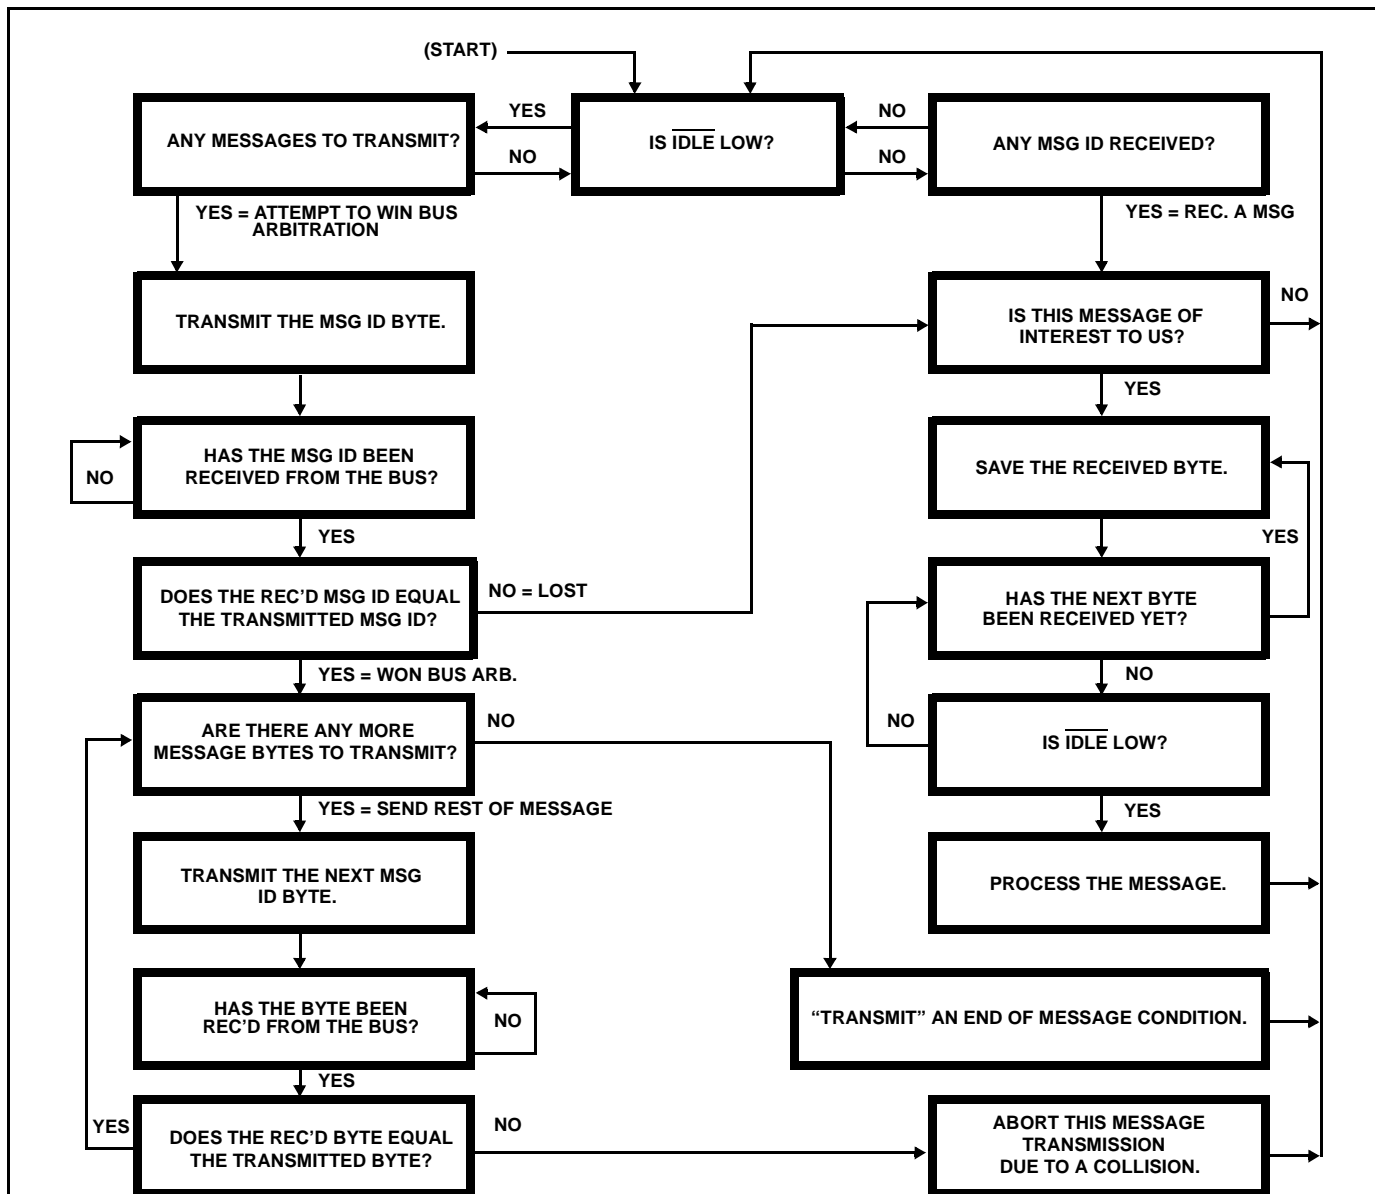 (START)
YES
NO
NO
NO
ANY MESSAGES TO TRANSMIT?
IS IDLE LOW?
ANY MSG ID RECEIVED?
YES = ATTEMPT TO WIN BUS
ARBITRATION
YES = REC. A MSG
TRANSMIT THE MSG ID BYTE.
IS THIS MESSAGE OF
INTEREST TO US?
NO
YES
HAS THE MSG ID BEEN
RECEIVED FROM THE BUS?
NO
SAVE THE RECEIVED BYTE.
YES
YES
DOES THE REC'D MSG ID EQUAL
THE TRANSMITTED MSG ID?
NO = LOST
HAS THE NEXT BYTE
BEEN RECEIVED YET?
YES = WON BUS ARB.
NO
ARE THERE ANY MORE
MESSAGE BYTES TO TRANSMIT?
NO
NO
IS IDLE LOW?
YES = SEND REST OF MESSAGE
YES
TRANSMIT THE NEXT MSG
ID BYTE.
PROCESS THE MESSAGE.
HAS THE BYTE BEEN
REC'D FROM THE BUS?
NO
“TRANSMIT” AN END OF MESSAGE CONDITION.
YES
YES
DOES THE REC'D BYTE EQUAL
THE TRANSMITTED BYTE?
NO
ABORT THIS MESSAGE
TRANSMISSION
DUE TO A COLLISION.